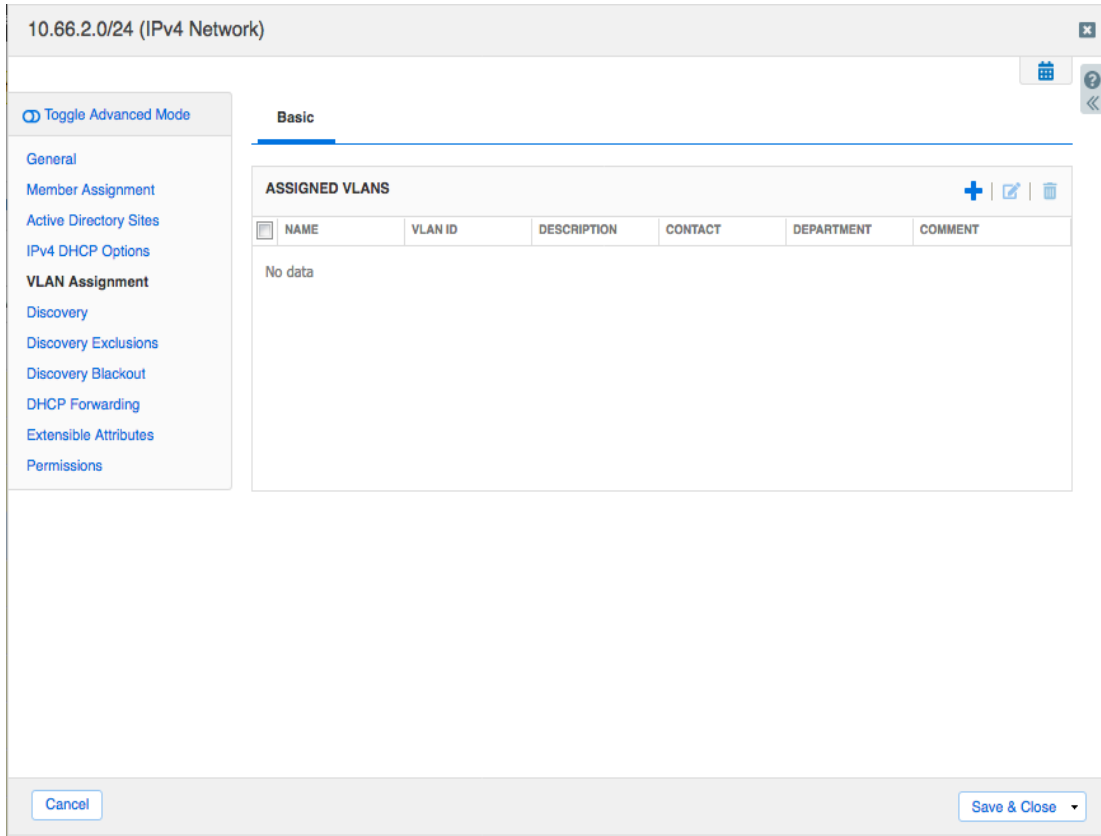 10.66.2.0/24 (IPv4 Network)
Toggle Advanced Mode
General
Member Assignment
Active Directory Sites
IPv4 DHCP Options
VLAN Assignment
Discovery
Discovery Exclusions
Discovery Blackout
DHCP Forwarding
Extensible Attributes
Permissions
Basic
ASSIGNED VLANS
NAME VLAN ID DESCRIPTION CONTACT DEPARTMENT COMMENT
No data
Cancel
Save & Close